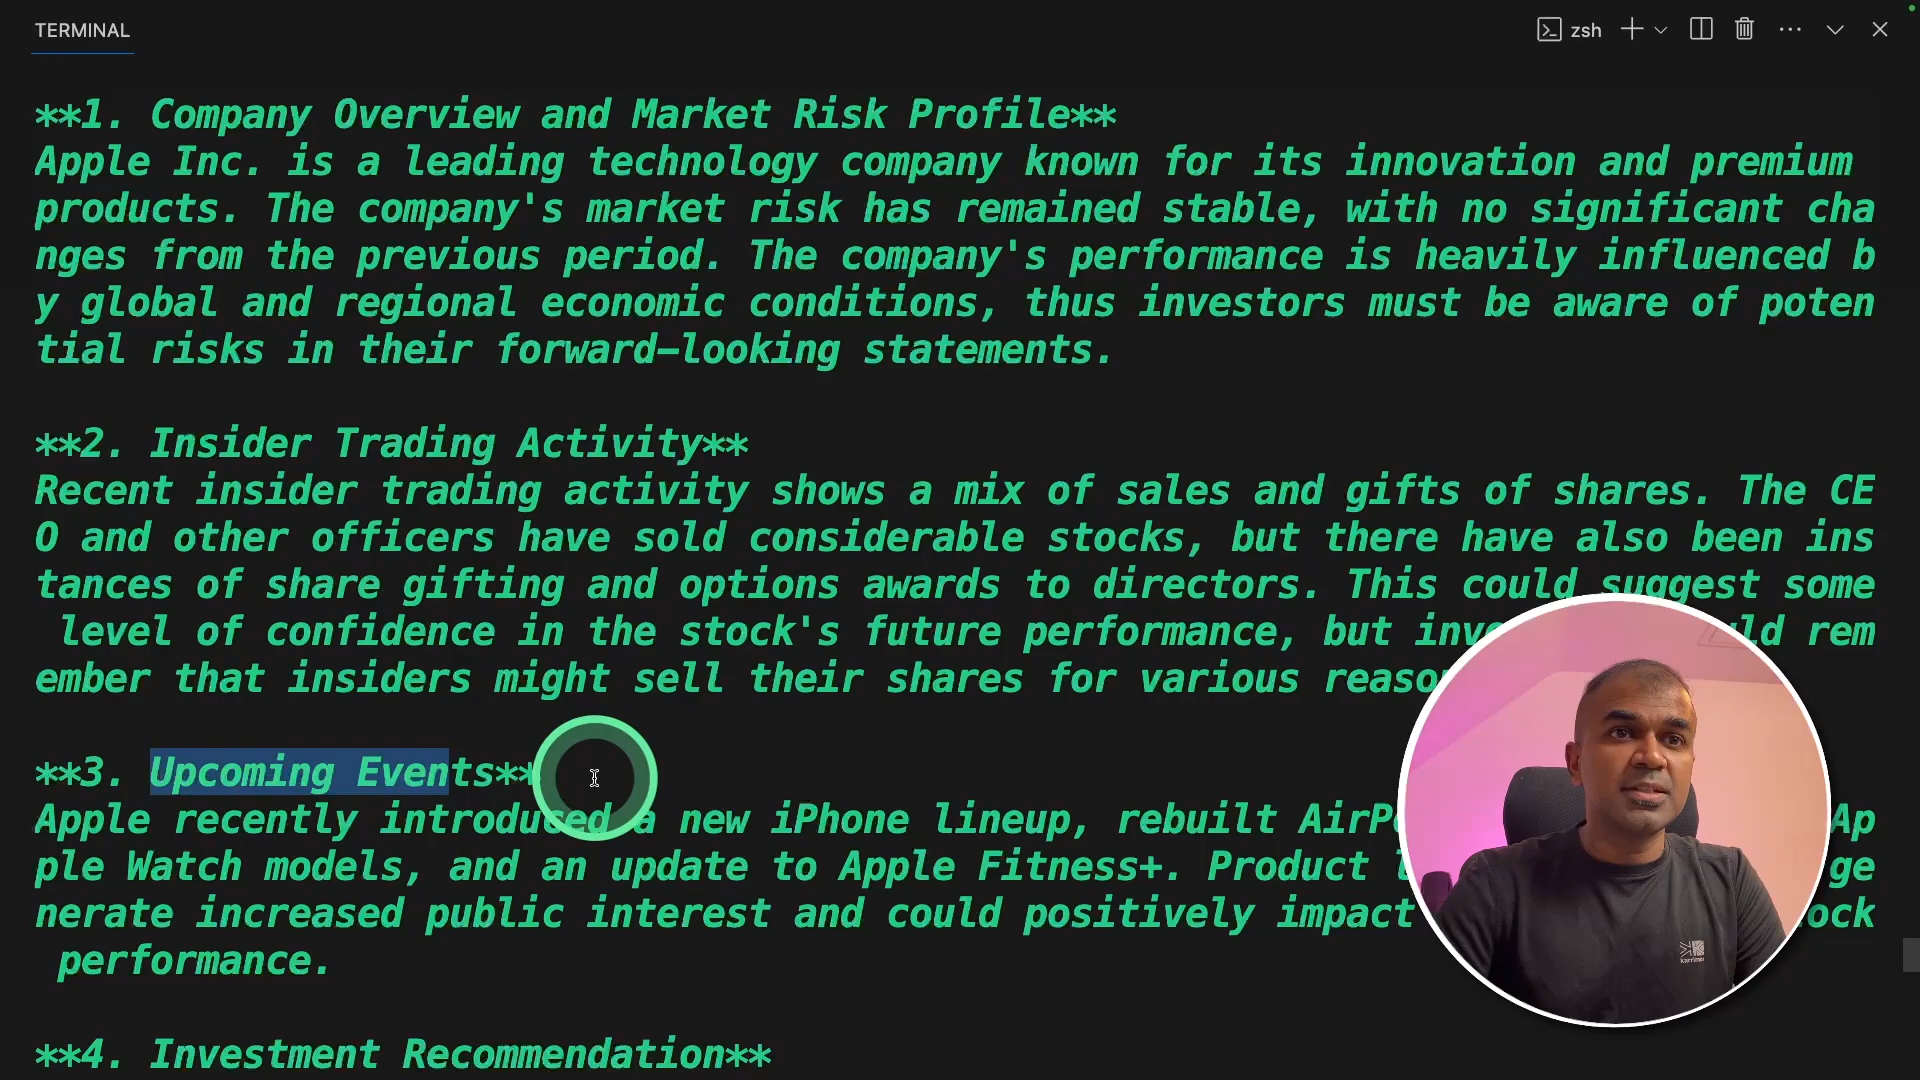 TERMINAL
zsh
**1. Company Overview and Market Risk Profile**
Apple Inc. is a leading technology company known for its innovation and premium
products. The company's market risk has remained stable, with no significant cha
nges from the previous period. The company's performance is heavily influenced b
y global and regional economic conditions, thus investors must be aware of poten
tial risks in their forward-looking statements.
**2. Insider Trading Activity**
Recent insider trading activity shows a mix of sales and gifts of shares. The CE
O and other officers have sold considerable stocks, but there have also been ins
tances of share gifting and options awards to directors. This could suggest some
level of confidence in the stock's future performance, but rem
ember that insiders might sell their shares for various
**3. Upcoming Events**
Apple recently introduced a new iPhone lineup, rebuilt Ap
ple Watch models, and an update to Apple Fitness+. Product ge
nerate increased public interest and could positively impact
performance.
**4. Investment Recommendation**